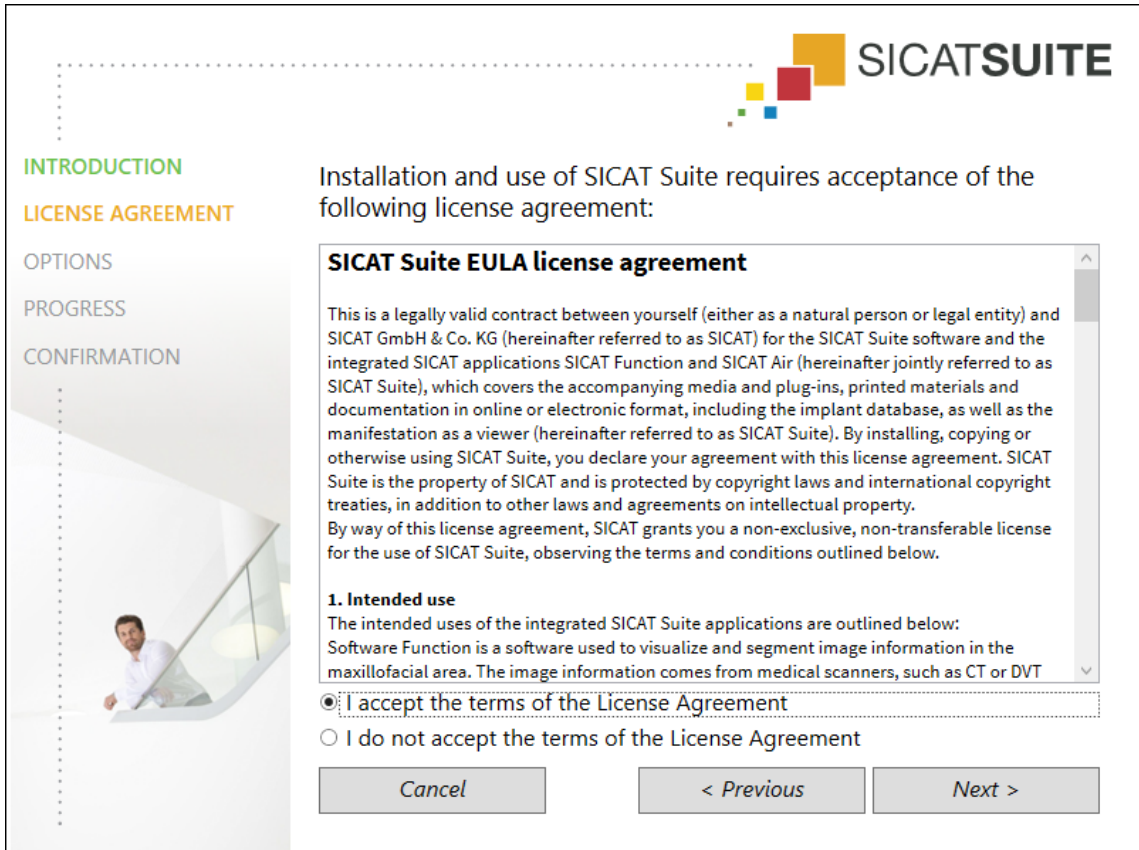 SICATSUITE
INTRODUCTION
LICENSE AGREEMENT
OPTIONS
PROGRESS
CONFIRMATION
Installation and use of SICAT Suite requires acceptance of the
following license agreement:
SICAT Suite EULA license agreement
This is a legally valid contract between yourself (either as a natural person or legal entity) and
SICAT GmbH & Co. KG (hereinafter referred to as SICAT) for the SICAT Suite software and the
integrated SICAT applications SICAT Function and SICAT Air (hereinafter jointly referred to as
SICAT Suite), which covers the accompanying media and plug-ins, printed materials and
documentation in online or electronic format, including the implant database, as well as the
manifestation as a viewer (hereinafter referred to as SICAT Suite). By installing, copying or
otherwise using SICAT Suite, you declare your agreement with this license agreement. SICAT
Suite is the property of SICAT and is protected by copyright laws and international copyright
treaties, in addition to other laws and agreements on intellectual property.
By way of this license agreement, SICAT grants you a non-exclusive, non-transferable license
for the use of SICAT Suite, observing the terms and conditions outlined below.
1. Intended use
The intended uses of the integrated SICAT Suite applications are outlined below:
Software Function is a software used to visualize and segment image information in the
maxillofacial area. The image information comes from medical scanners, such as CT or DVT
I accept the terms of the License Agreement
I do not accept the terms of the License Agreement
Cancel
< Previous
Next >